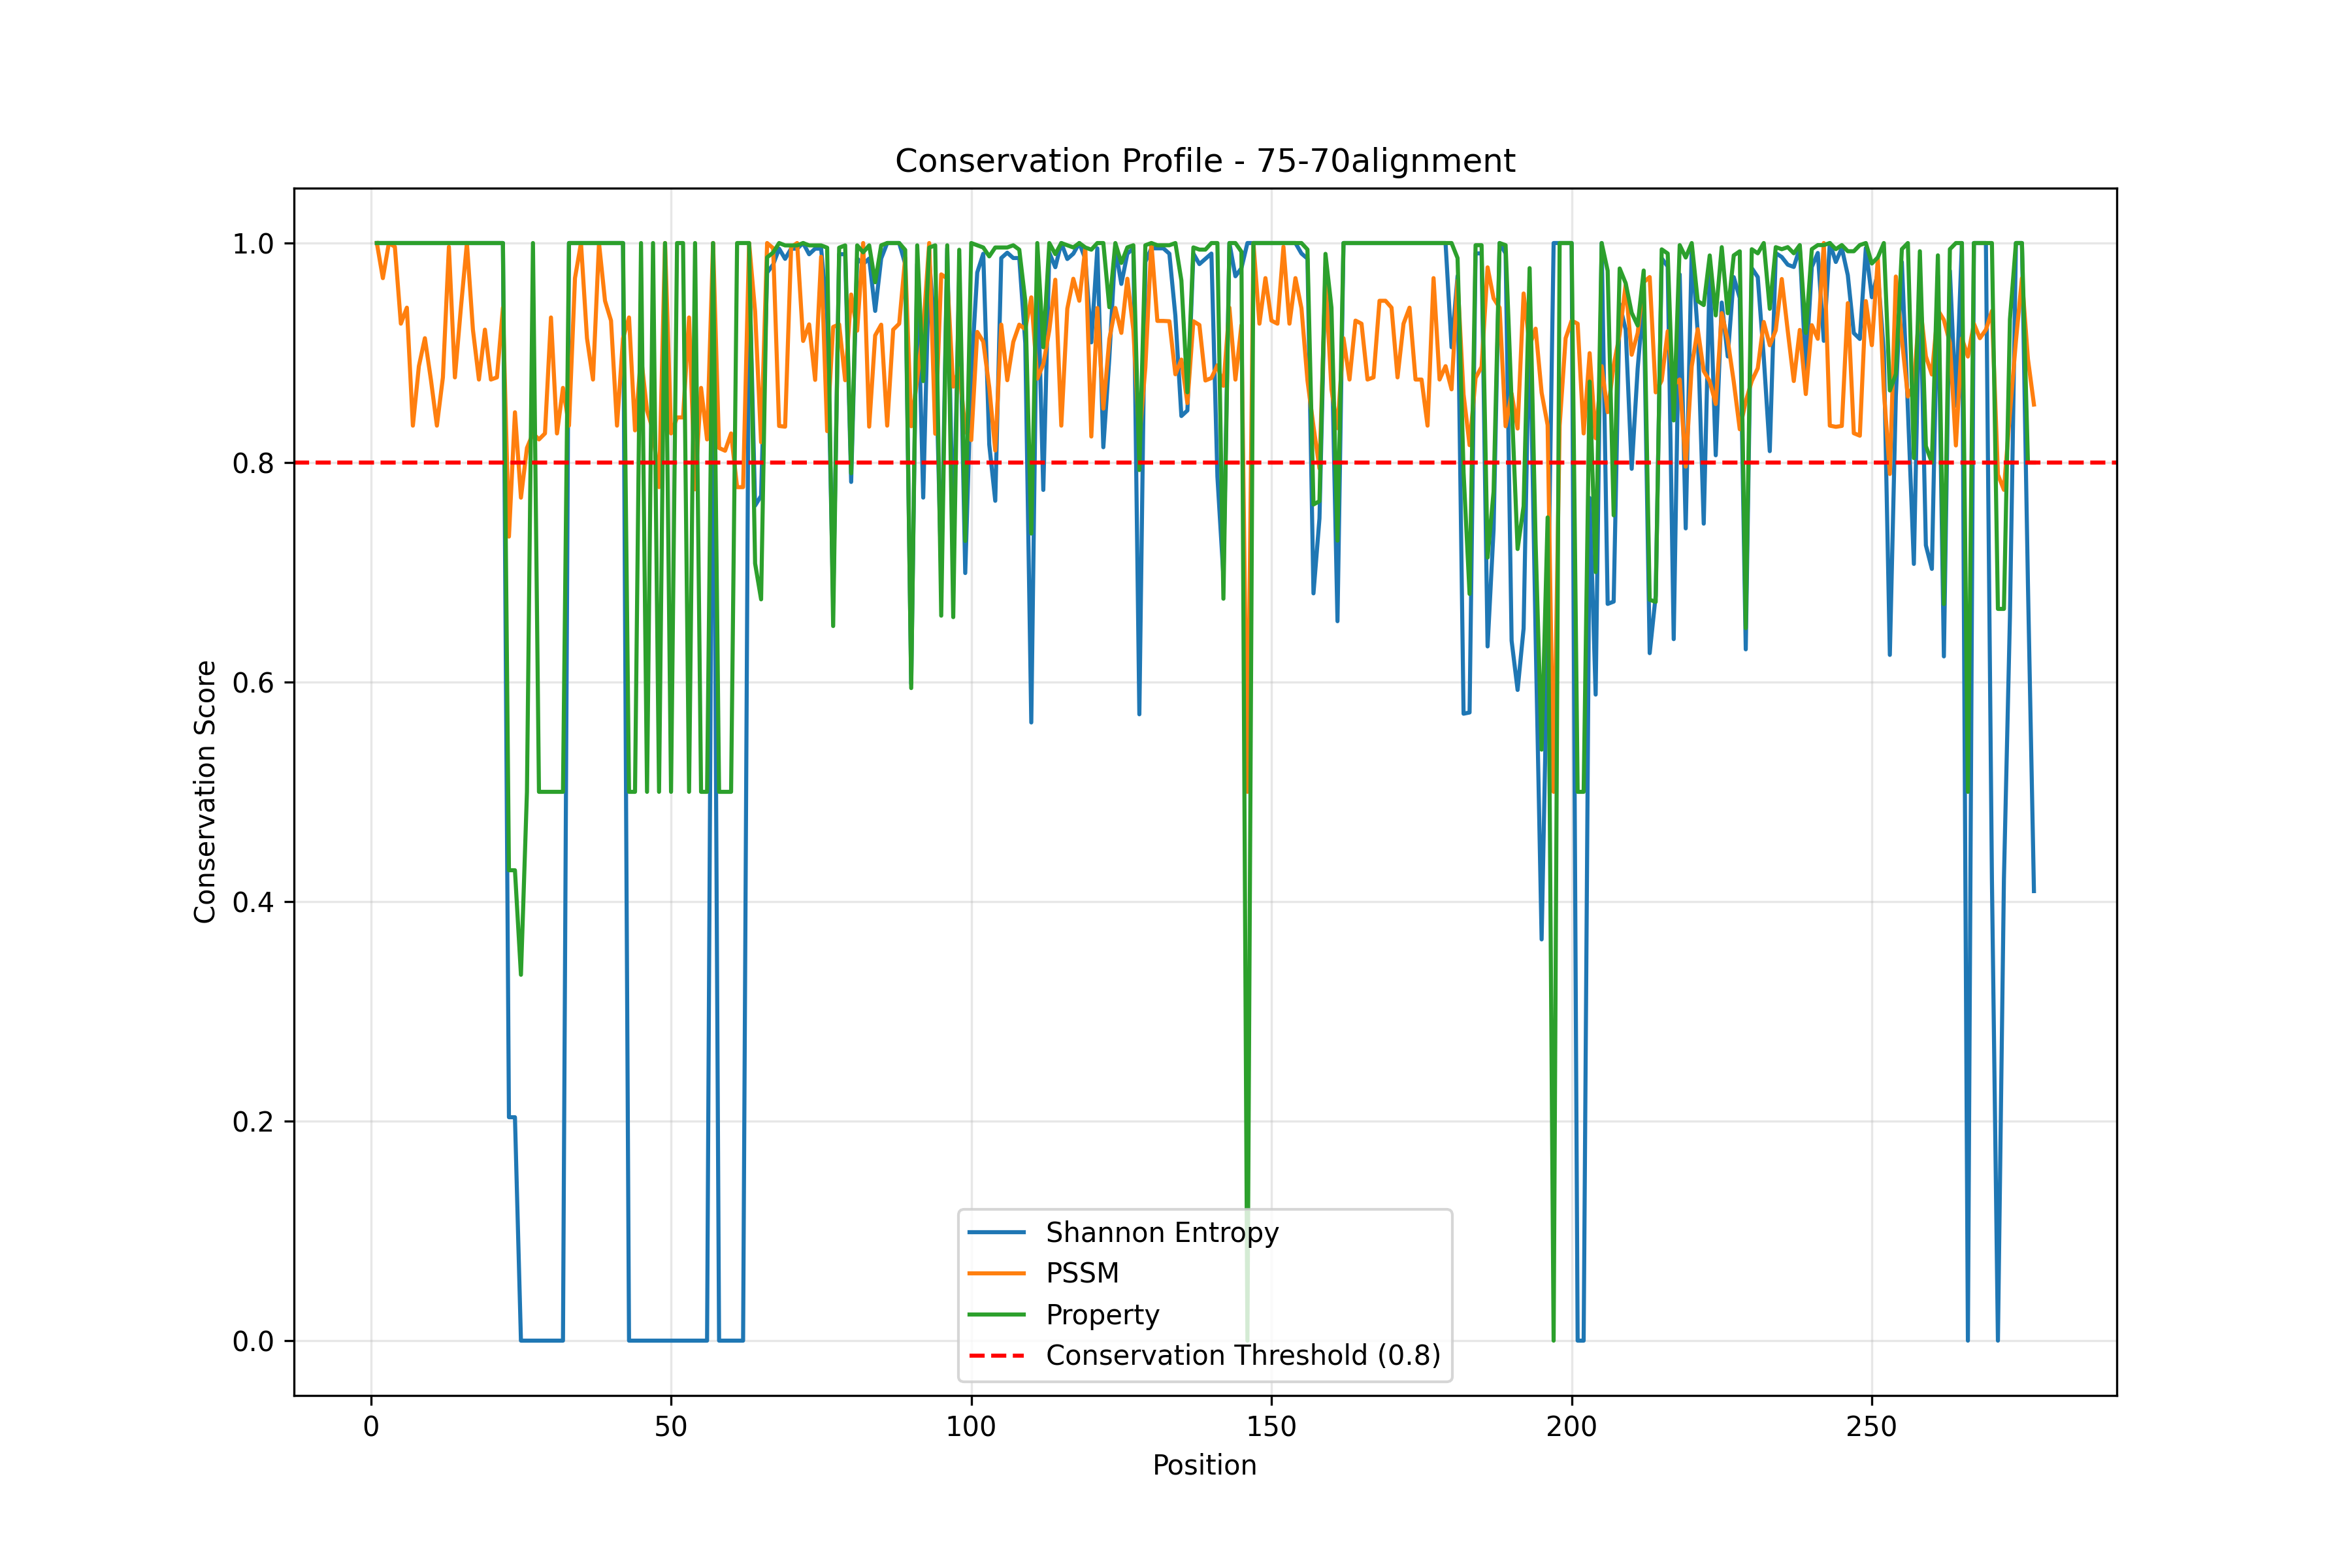 Conservation Profile - 75-70alignment
Conservation Score
1.0
0.8
0.6
0.4
0.2
0.0
Shannon Entropy
PSSM
Property
Conservation Threshold (0.8)
0 50 100 150 200 250
Position